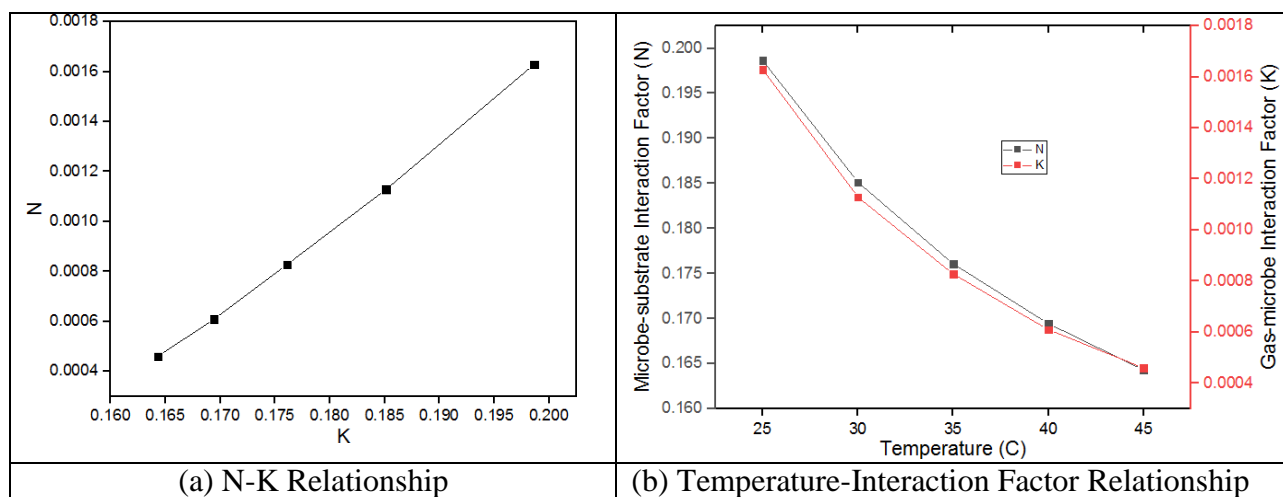 0.0018
0.0016
0.0014
0.0012
0.0010
0.0008
0.0006
0.0004
N
0.160 0.165 0.170 0.175 0.180 0.185 0.190 0.195 0.200
K
(a) N-K Relationship
Microbe-substrate Interaction Factor (N)
0.200
0.195
0.190
0.185
0.180
0.175
0.170
0.165
0.160
N
K
25 30 35 40 45
Temperature (C)
0.0018
0.0016
0.0014
0.0012
0.0010
0.0008
0.0006
0.0004
Gas-microbe Interaction Factor (K)
(b) Temperature-Interaction Factor Relationship